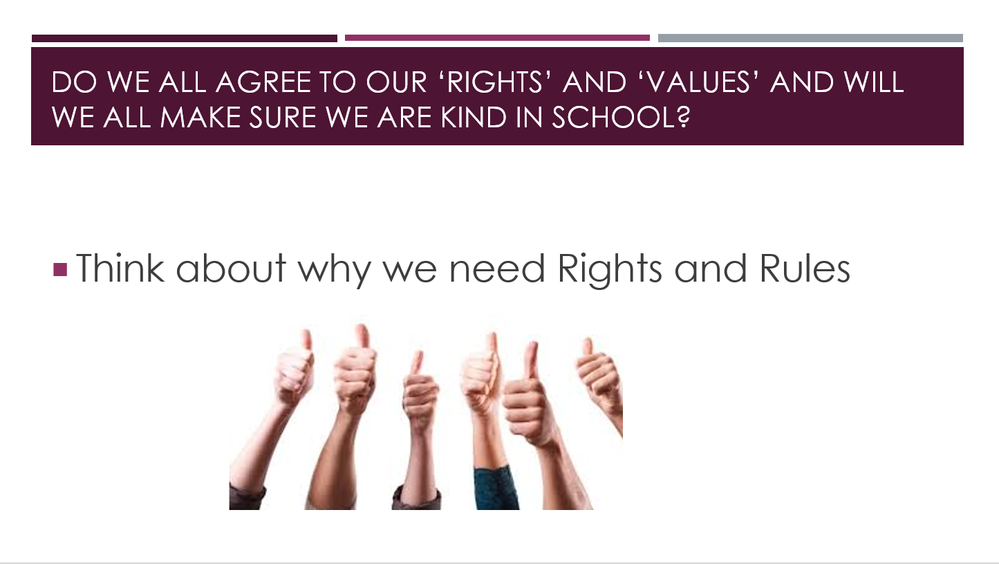 DO WE ALL AGREE TO OUR ‘RIGHTS’ AND ‘VALUES’ AND WILL
WE ALL MAKE SURE WE ARE KIND IN SCHOOL?
Think about why we need Rights and Rules